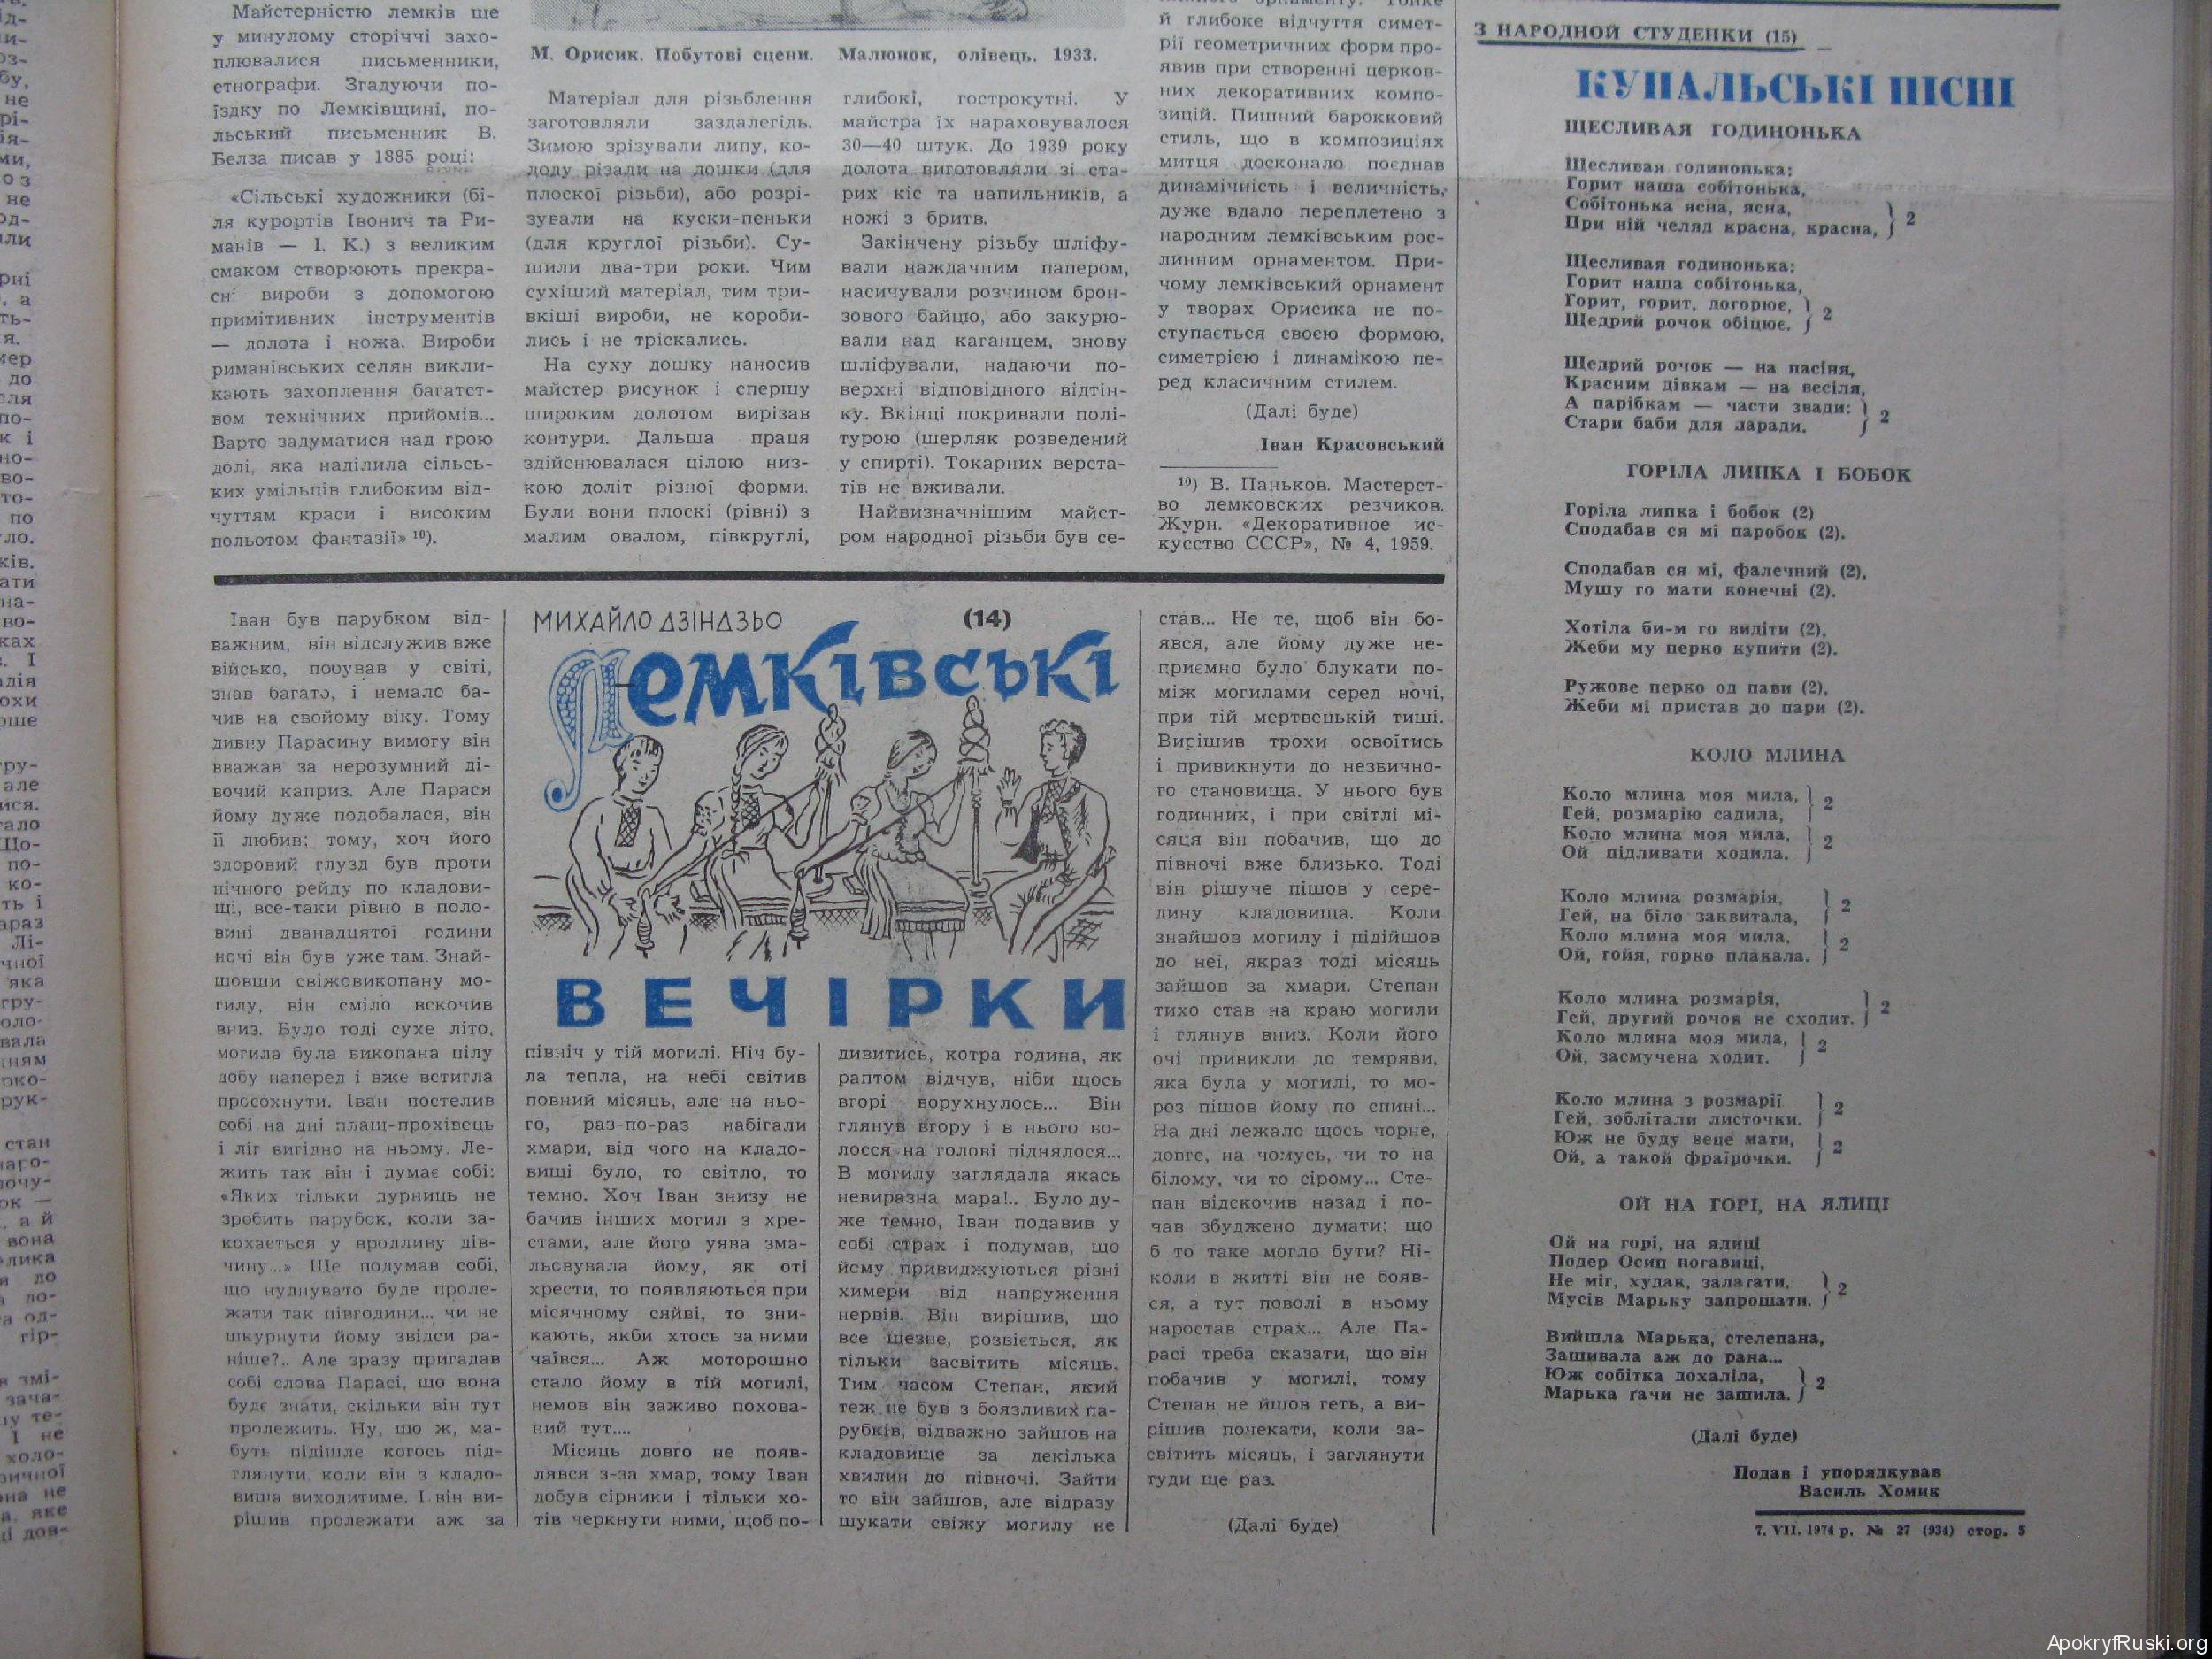 Майстерністю лемків ще
у минулому сторіччі захо-
плювалися письменники,
етнографи. Згадуючи по-
їздку по Лемківщині, по-
льський письменник В.
Белза писав у 1885 році:
«Сільські художники (бі-
ля курортів Івонич та Ри-
манів — І. К.) з великим
смаком створюють прекра-
сні вироби з допомогою
примітивних інструментів
— долота і ножа. Вироби
риманівських селян викли-
кають захоплення багатст-
вом технічних прийомів...
Варто задуматися над грою
долі, яка наділила сільсь-
ких умільців глибоким від-
чуттям краси і високим
польотом фантазії» ¹⁰).
М. Орисик. Побутові сцени. Малюнок, олівець. 1933.
Матеріал для різьблення
заготовляли заздалегідь.
Зимою зрізували липу, ко-
лоду різали на дошки (для
плоскої різьби), або розрі-
зували на куски-пеньки
(для круглої різьби). Су-
шили два-три роки. Чим
сухіший матеріал, тим три-
вкіші вироби, не короби-
лись і не тріскались.
На суху дошку наносив
майстер рисунок і спершу
широким долотом вирізав
контури. Дальша праця
здійснювалася цілою низ-
кою доліт різної форми.
Були вони плоскі (рівні) з
малим овалом, півкруглі,
глибокі, гострокутні. У
майстра їх нараховувалося
30—40 штук. До 1939 року
долота виготовляли зі ста-
рих кіс та напильників, а
ножі з бритв.
Закінчену різьбу шліфу-
вали наждачним папером,
насичували розчином брон-
зового байцю, або закурю-
вали над каганцем, знову
шліфували, надаючи по-
верхні відповідного відтін-
ку. Вкінці покривали полі-
турою (шерляк розведений
у спирті). Токарних верста-
тів не вживали.
Найвизначнішим майст-
ром народної різьби був се-
й глибоке відчуття симет-
рії геометричних форм про-
явив при створенні церков-
них декоративних компо-
зицій. Пишний барокковий
стиль, що в композиціях
митця досконало поєднав
динамічність і величність,
дуже вдало переплетено з
народним лемківським рос-
линним орнаментом. При-
чому лемківський орнамент
у творах Орисика не по-
ступається своєю формою,
симетрією і динамікою пе-
ред класичним стилем.
(Далі буде)
Іван Красовський
¹⁰) В. Паньков. Мастерст-
во лемковских резчиков.
Журн. «Декоративное ис-
кусство СССР», № 4, 1959.
Іван був парубком від-
важним, він відслужив вже
військо, побував у світі,
знав багато, і немало ба-
чив на свойому віку. Тому
дивну Парасину вимогу він
вважав за нерозумний ді-
вочий каприз. Але Парася
йому дуже подобалася, він
її любив; тому, хоч його
здоровий глузд був проти
нічного рейду по кладови-
щі, все-таки рівно в поло-
вині дванадцятої години
ночі він був уже там. Знай-
шовши свіжовикопану мо-
гилу, він сміло вскочив
вниз. Було тоді сухе літо,
могила була викопана цілу
добу наперед і вже встигла
просохнути. Іван постелив
собі на дні плащ-прохівець
і ліг вигідно на ньому. Ле-
жить так він і думає собі:
«Яких тільки дурниць не
зробить парубок, коли за-
кохається у вродливу дів-
чину...» Ще подумав собі,
що нуднувато буде проле-
жати так півгодини... чи не
шкурнути йому звідси ра-
ніше?.. Але зразу пригадав
собі слова Парасі, що вона
буде знати, скільки він тут
пролежить. Ну, що ж, ма-
буть підішле когось під-
глянути, коли він з кладо-
вища виходитиме. І він ви-
рішив пролежати аж за
МИХАЙЛО ДЗІНДЗЬО (14)
Лемківські
ВЕЧІРКИ
північ у тій могилі. Ніч бу-
ла тепла, на небі світив
повний місяць, але на ньо-
го, раз-по-раз набігали
хмари, від чого на кладо-
вищі було, то світло, то
темно. Хоч Іван знизу не
бачив інших могил з хре-
стами, але його уява зма-
льсвувала йому, як оті
хрести, то появляються при
місячному сяйві, то зни-
кають, якби хтось за ними
чаївся... Аж моторошно
стало йому в тій могилі,
немов він заживо похова-
ний тут....
Місяць довго не появ-
лявся з-за хмар, тому Іван
добув сірники і тільки хо-
тів черкнути ними, щоб по-
дивитись, котра година, як
раптом відчув, ніби щось
вгорі ворухнулось... Він
глянув вгору і в нього во-
лосся на голові піднялося...
В могилу заглядала якась
невиразна мара!.. Було ду-
же темно, Іван подавив у
собі страх і подумав, що
йсму привиджуються різні
химери від напруження
нервів. Він вирішив, що
все щезне, розвіється, як
тільки засвітить місяць.
Тим часом Степан, який
теж не був з боязливих па-
рубків, відважно зайшов на
кладовище за декілька
хвилин до півночі. Зайти
то він зайшов, але відразу
шукати свіжу могилу не
став... Не те, щоб він бо-
явся, але йому дуже не-
приємно було блукати по-
між могилами серед ночі,
при тій мертвецькій тиші.
Вирішив трохи освоїтись
і привикнути до незвично-
го становища. У нього був
годинник, і при світлі мі-
сяця він побачив, що до
півночі вже близько. Тоді
він рішуче пішов у сере-
дину кладовища. Коли
знайшов могилу і підійшов
до неї, якраз тоді місяць
зайшов за хмари. Степан
тихо став на краю могили
і глянув вниз. Коли його
очі привикли до темряви,
яка була у могилі, то мо-
роз пішов йому по спині...
На дні лежало щось чорне,
довге, на чомусь, чи то на
білому, чи то сірому... Сте-
пан відскочив назад і по-
чав збуджено думати; що
б то таке могло бути? Ні-
коли в житті він не бояв-
ся, а тут поволі в ньому
наростав страх... Але Па-
расі треба сказати, що він
побачив у могилі, тому
Степан не йшов геть, а ви-
рішив почекати, коли за-
світить місяць, і заглянути
туди ще раз.
(Далі буде)
З НАРОДНОЙ СТУДЕНКИ (15)
КУПАЛЬСЬКІ ПІСНІ
ЩЕСЛИВАЯ ГОДИНОНЬКА
Щесливая годинонька;
Горит наша собітонька,
Собітонька ясна, ясна,
При ній челяд красна, красна, } 2
Щесливая годинонька;
Горит наша собітонька,
Горит, горит, догорює,
Щедрий рочок обіцює. } 2
Щедрий рочок — на пасіня,
Красним дівкам — на весіля,
А парібкам — части звади;
Стари баби для даради. } 2
ГОРІЛА ЛИПКА І БОБОК
Горіла липка і бобок (2)
Сподабав ся мі паробок (2).
Сподабав ся мі, фалечний (2),
Мушу го мати конечні (2).
Хотіла би-м го видіти (2),
Жеби му перко купити (2).
Ружове перко од пави (2),
Жеби мі пристав до пари (2).
КОЛО МЛИНА
Коло млина моя мила,
Гей, розмарію садила, } 2
Коло млина моя мила,
Ой підливати ходила. } 2
Коло млина розмарія,
Гей, на біло заквитала, } 2
Коло млина моя мила,
Ой, гойя, горко плакала. } 2
Коло млина розмарія,
Гей, другий рочок не сходит. } 2
Коло млина моя мила,
Ой, засмучена ходит. } 2
Коло млина з розмарії
Гей, зоблітали листочки. } 2
Юж не буду веце мати,
Ой, а такой фраїрочки. } 2
ОЙ НА ГОРІ, НА ЯЛИЦІ
Ой на горі, на ялиці
Подер Осип ногавиці,
Не міг, худак, залагати,
Мусів Марьку запрошати. } 2
Вийшла Марька, стелепана,
Зашивала аж до рана...
Юж собітка дохаліла,
Марька гачи не зашила. } 2
(Далі буде)
Подав і упорядкував
Василь Хомик
7. VII. 1974 р. № 27 (934) стор. 5
ApokryfRuski.org